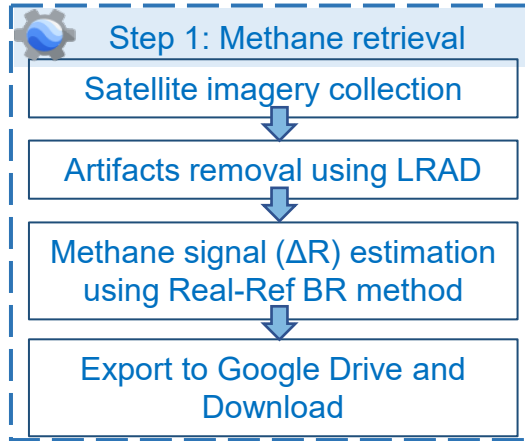 Step 1: Methane retrieval
Satellite imagery collection
Artifacts removal using LRAD
Methane signal (ΔR) estimation
using Real-Ref BR method
Export to Google Drive and
Download